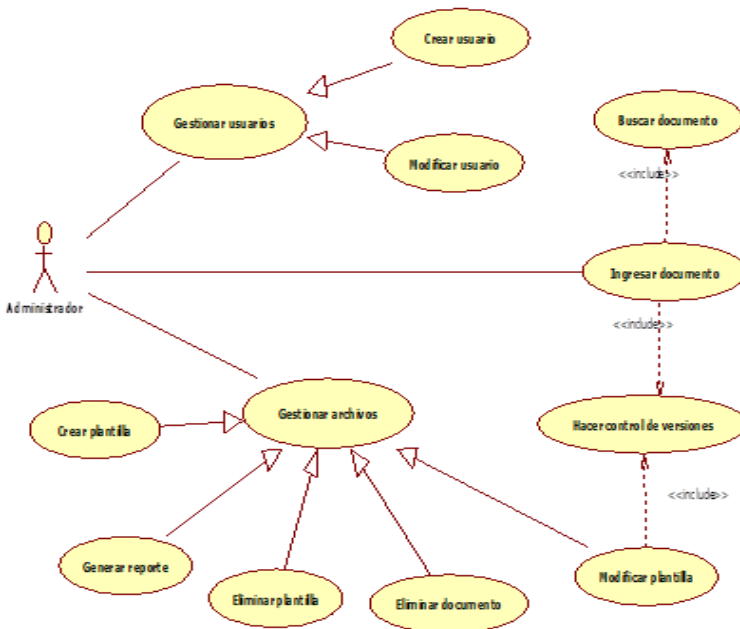 Crear usuario
Gestionar usuarios
Buscar documento
Modificar usuario
<<include>>
Ingresar documento
Administrador
<<include>>
Gestionar archivos
Crear plantilla
Hacer control de versiones
<<include>>
Generar reporte
Modificar plantilla
Eliminar plantilla
Eliminar documento